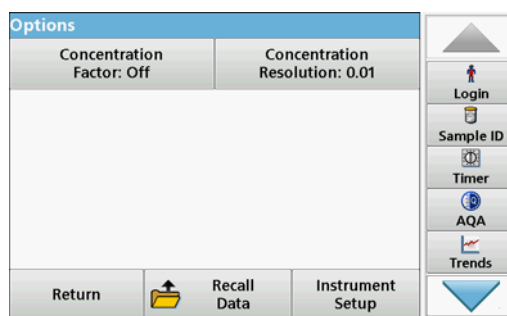 Options
Concentration
Factor: Off
Concentration
Resolution: 0.01
Login
Sample ID
Timer
AQA
Trends
Return
Recall
Data
Instrument
Setup